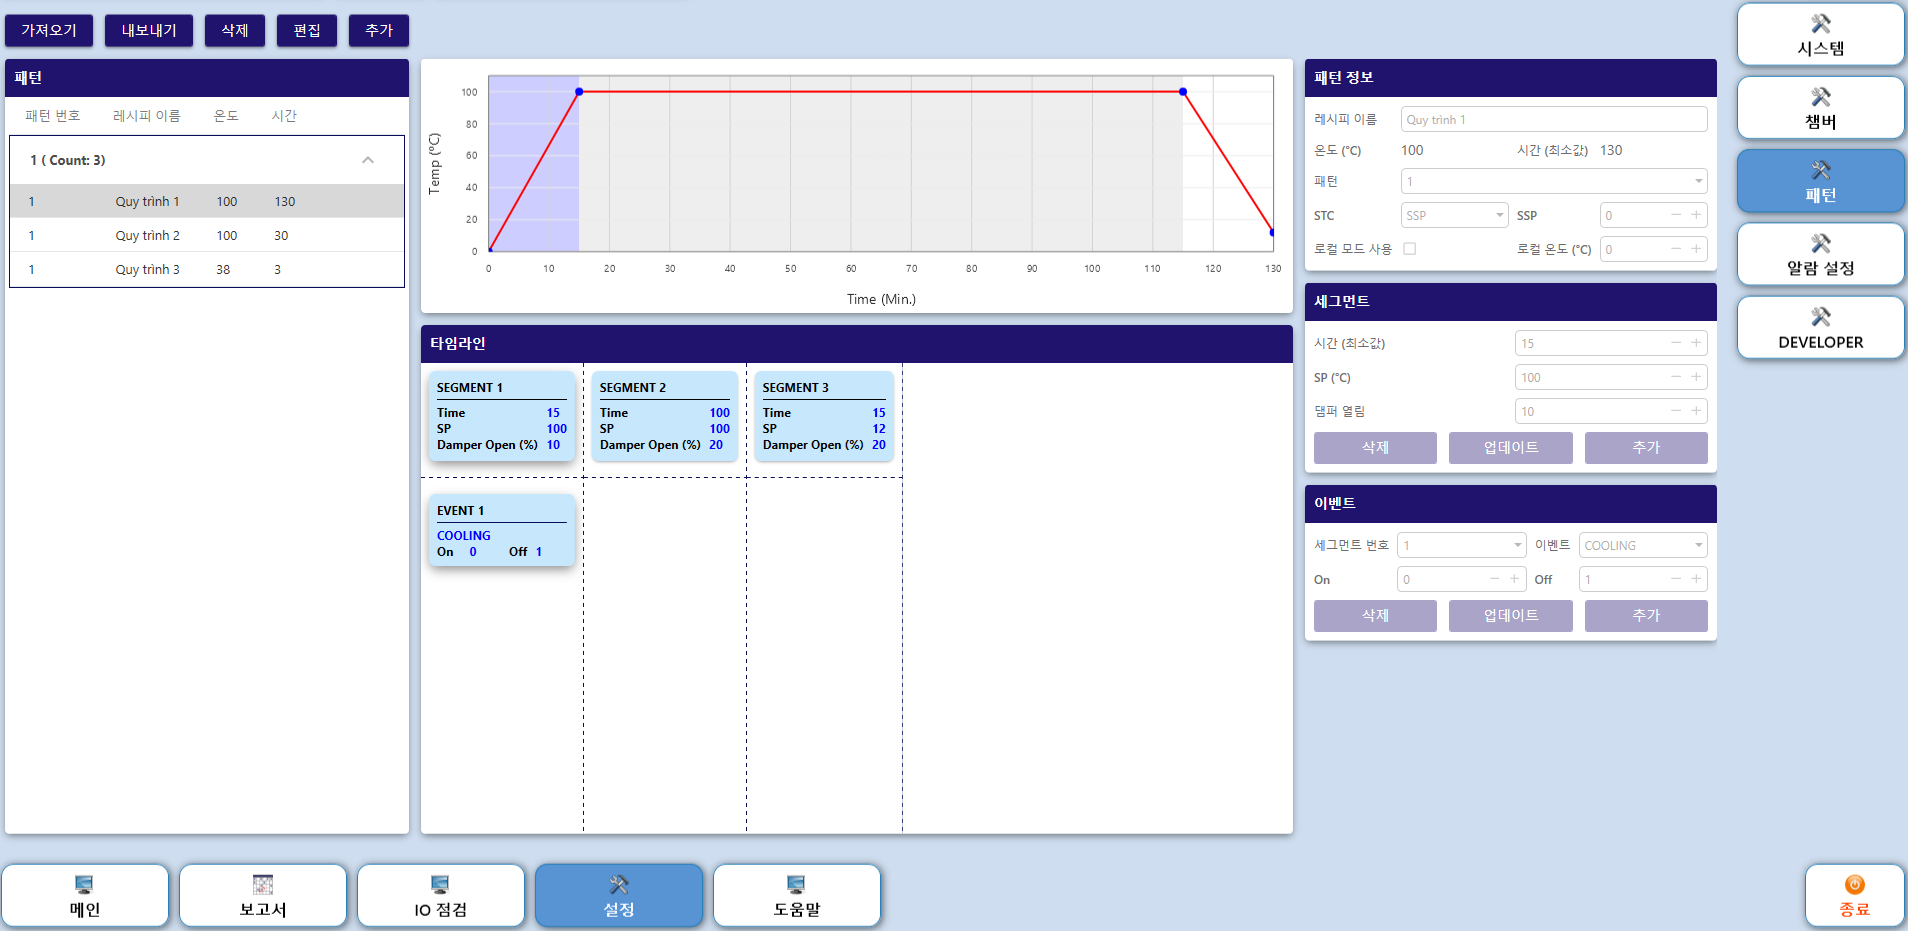 가져오기 내보내기 삭제 편집 추가
패턴
패턴 번호 레시피 이름 온도 시간
1 ( Count: 3)
1 Quy trình 1 100 130
1 Quy trình 2 100 30
1 Quy trình 3 38 3
Temp (ºC)
100
80
60
40
20
0
0 10 20 30 40 50 60 70 80 90 100 110 120 130
Time (Min.)
타임라인
SEGMENT 1
Time 15
SP 100
Damper Open (%) 10
SEGMENT 2
Time 100
SP 100
Damper Open (%) 20
SEGMENT 3
Time 15
SP 12
Damper Open (%) 20
EVENT 1
COOLING
On 0 Off 1
패턴 정보
레시피 이름 Quy trình 1
온도 (℃) 100 시간 (최소값) 130
패턴 1
STC SSP SSP 0
로컬 모드 사용 로컬 온도 (℃) 0
세그먼트
시간 (최소값) 15
SP (℃) 100
댐퍼 열림 10
삭제 업데이트 추가
이벤트
세그먼트 번호 1 이벤트 COOLING
On 0 Off 1
삭제 업데이트 추가
시스템
챔버
패턴
알람 설정
DEVELOPER
메인 보고서 IO 점검 설정 도움말 종료